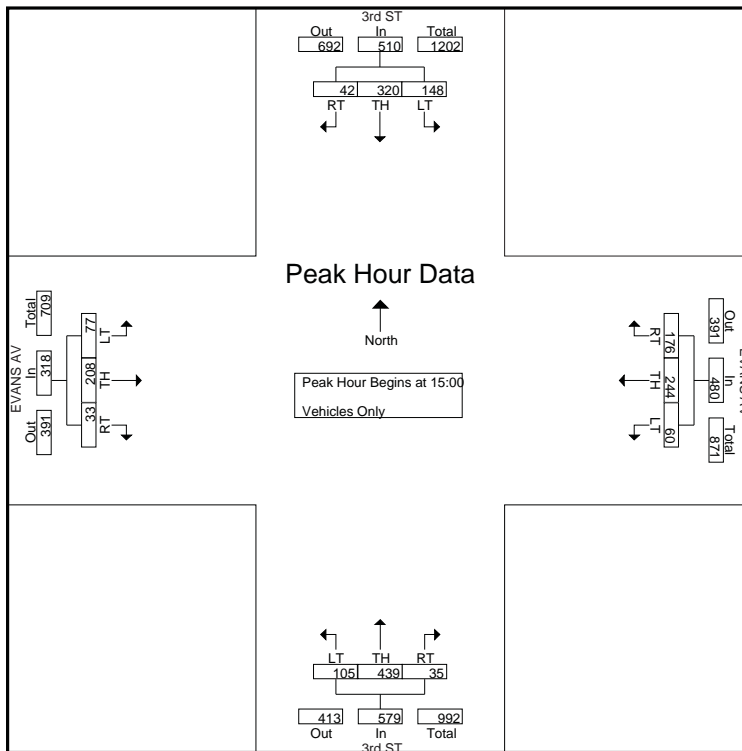 3rd ST
Out In Total
692 510 1202
42 320 148
RT TH LT
Peak Hour Data
North
Peak Hour Begins at 15:00
Vehicles Only
EVANS AV
Total In Out
709 318 391
77 208 33
LT TH RT
Out In Total
391 480 871
176 244 60
RT TH LT
LT TH RT
105 439 35
413 579 992
Out In Total
3rd ST